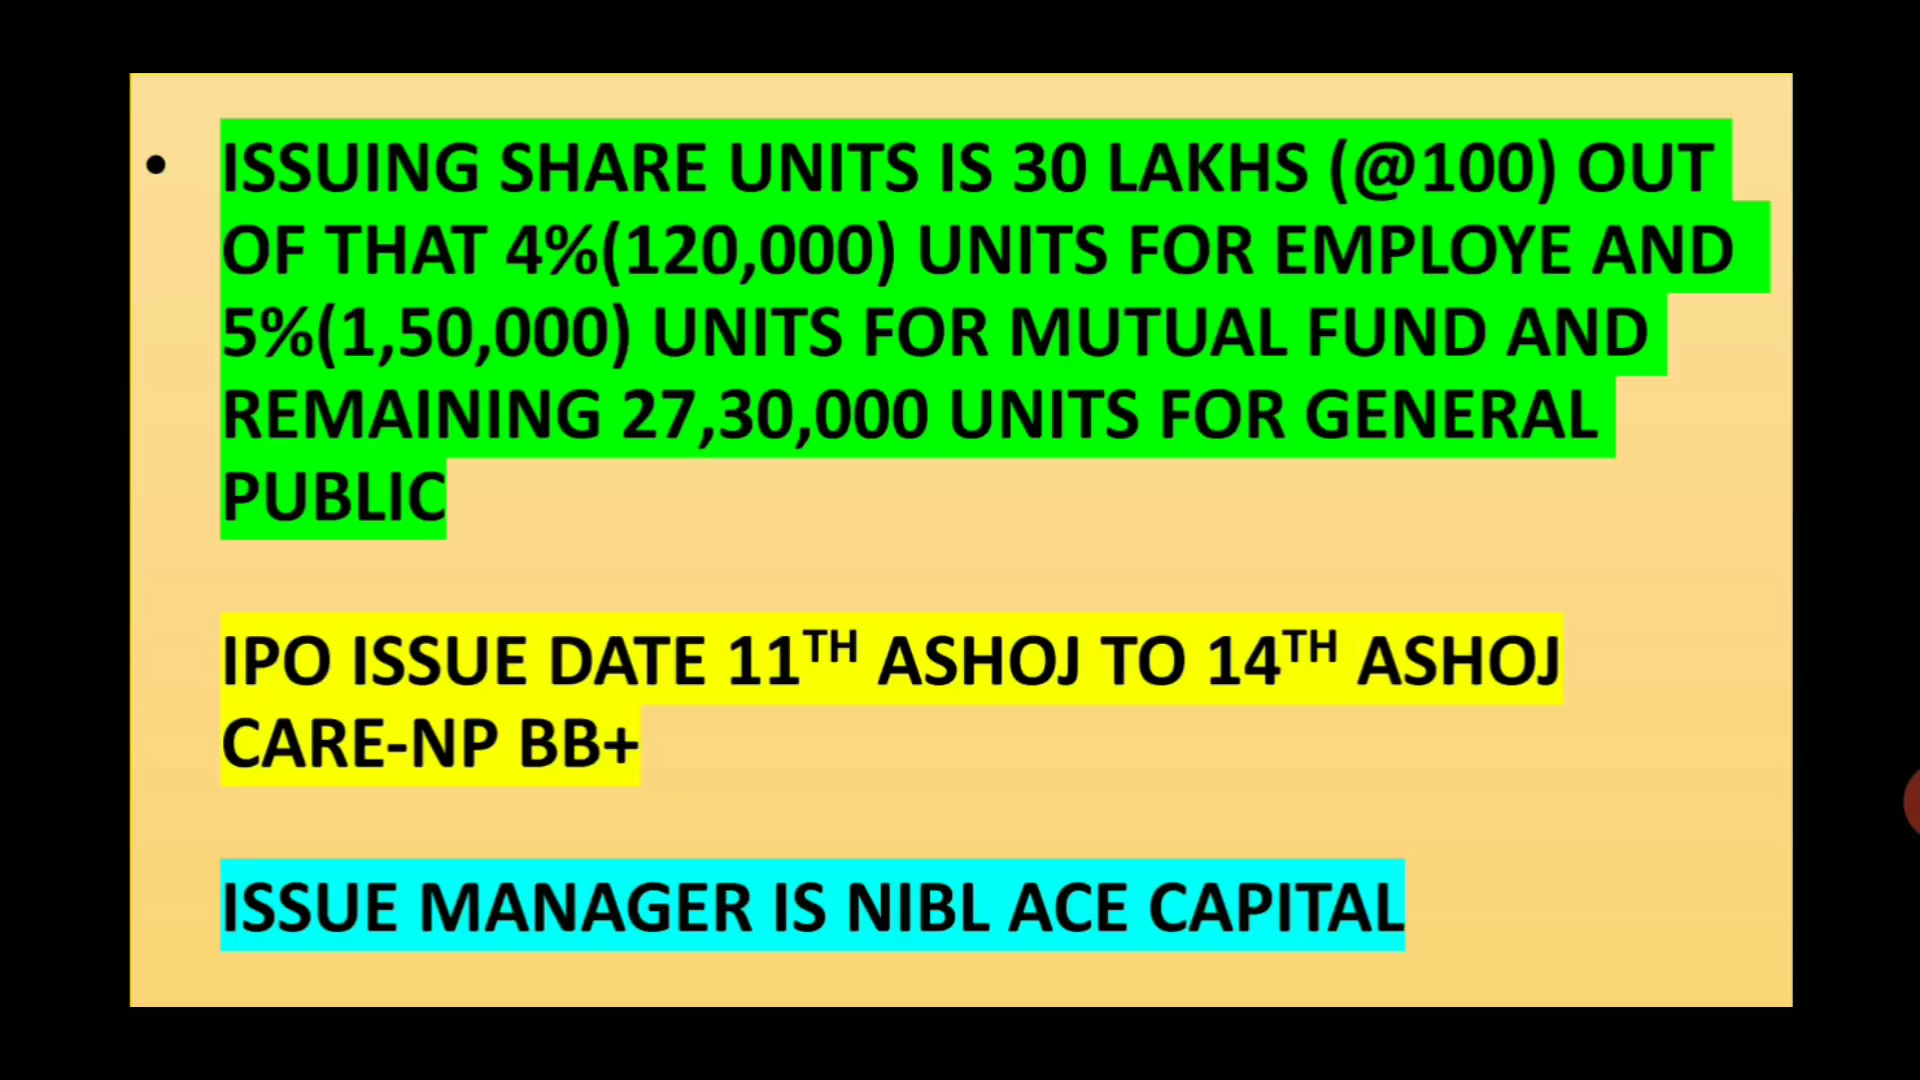 • ISSUING SHARE UNITS IS 30 LAKHS (@100) OUT
OF THAT 4%(120,000) UNITS FOR EMPLOYE AND
5%(1,50,000) UNITS FOR MUTUAL FUND AND
REMAINING 27,30,000 UNITS FOR GENERAL
PUBLIC
IPO ISSUE DATE 11TH ASHOJ TO 14TH ASHOJ
CARE-NP BB+
ISSUE MANAGER IS NIBL ACE CAPITAL